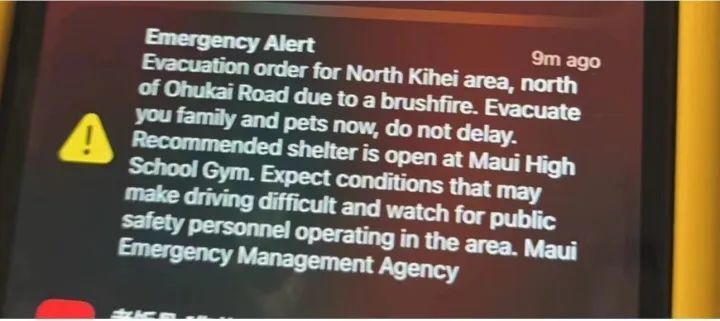 Emergency Alert
9m ago
Evacuation order for North Kihei area, north
of Ohukai Road due to a brushfire. Evacuate
you family and pets now, do not delay.
Recommended shelter is open at Maui High
School Gym. Expect conditions that may
make driving difficult and watch for public
safety personnel operating in the area. Maui
Emergency Management Agency